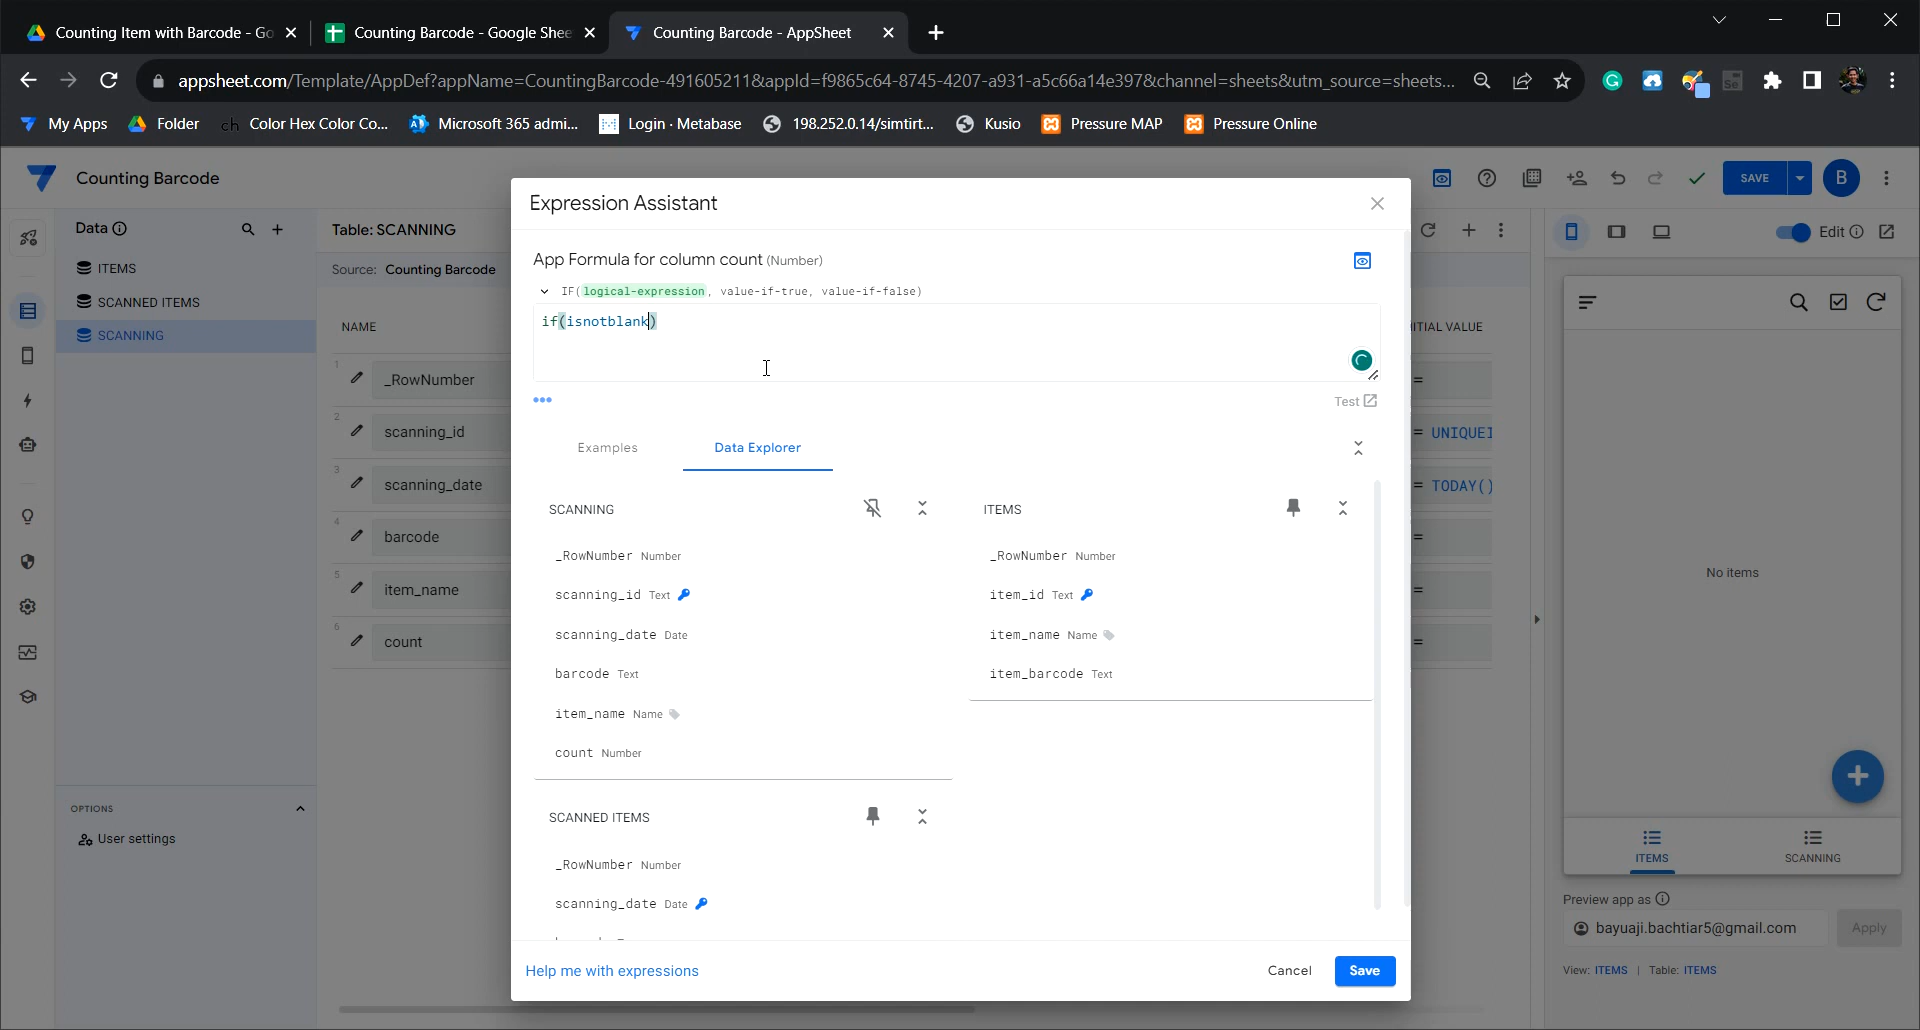 Counting Item with Barcode - Go
Counting Barcode - Google Shee
Counting Barcode - AppSheet
appsheet.com/Template/AppDef?appName=CountingBarcode-491605211&appId=f9865c64-8745-4207-a931-a5c66a14e397&channel=sheets&utm_source=sheets...
My Apps
Folder
ch Color Hex Color Co...
Microsoft 365 admi...
Login · Metabase
198.252.0.14/simtirt...
Kusio
Pressure MAP
Pressure Online
Counting Barcode
SAVE
B
Data
ITEMS
SCANNED ITEMS
SCANNING
OPTIONS
User settings
Table: SCANNING
Source: Counting Barcode
NAME
1 _RowNumber
2 scanning_id
3 scanning_date
4 barcode
5 item_name
6 count
Expression Assistant
App Formula for column count (Number)
IF(logical-expression, value-if-true, value-if-false)
if(isnotblank)
Test
Examples
Data Explorer
SCANNING
_RowNumber Number
scanning_id Text
scanning_date Date
barcode Text
item_name Name
count Number
ITEMS
_RowNumber Number
item_id Text
item_name Name
item_barcode Text
SCANNED ITEMS
_RowNumber Number
scanning_date Date
Help me with expressions
Cancel
Save
ITIAL VALUE
=
= UNIQUEI
= TODAY()
=
=
=
Edit
No items
ITEMS
SCANNING
Preview app as
bayuaji.bachtiar5@gmail.com
Apply
View: ITEMS | Table: ITEMS